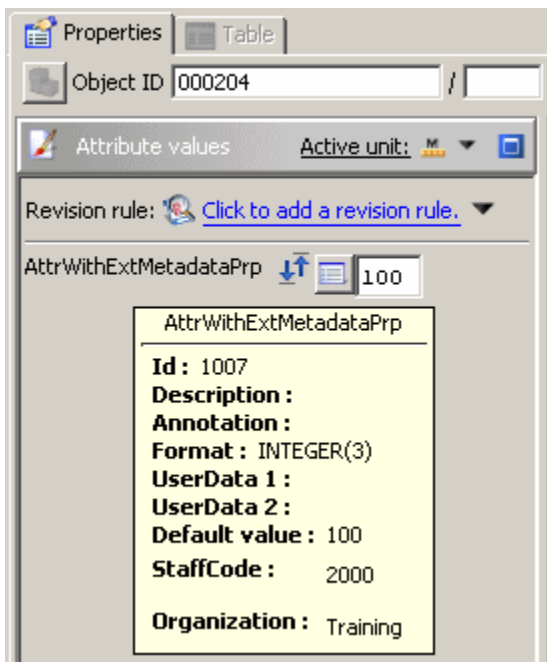 Properties Table
Object ID 000204 /
Attribute values Active unit: M
Revision rule: Click to add a revision rule.
AttrWithExtMetadataPrp 100
AttrWithExtMetadataPrp
Id : 1007
Description :
Annotation :
Format : INTEGER(3)
UserData 1 :
UserData 2 :
Default value : 100
StaffCode : 2000
Organization : Training